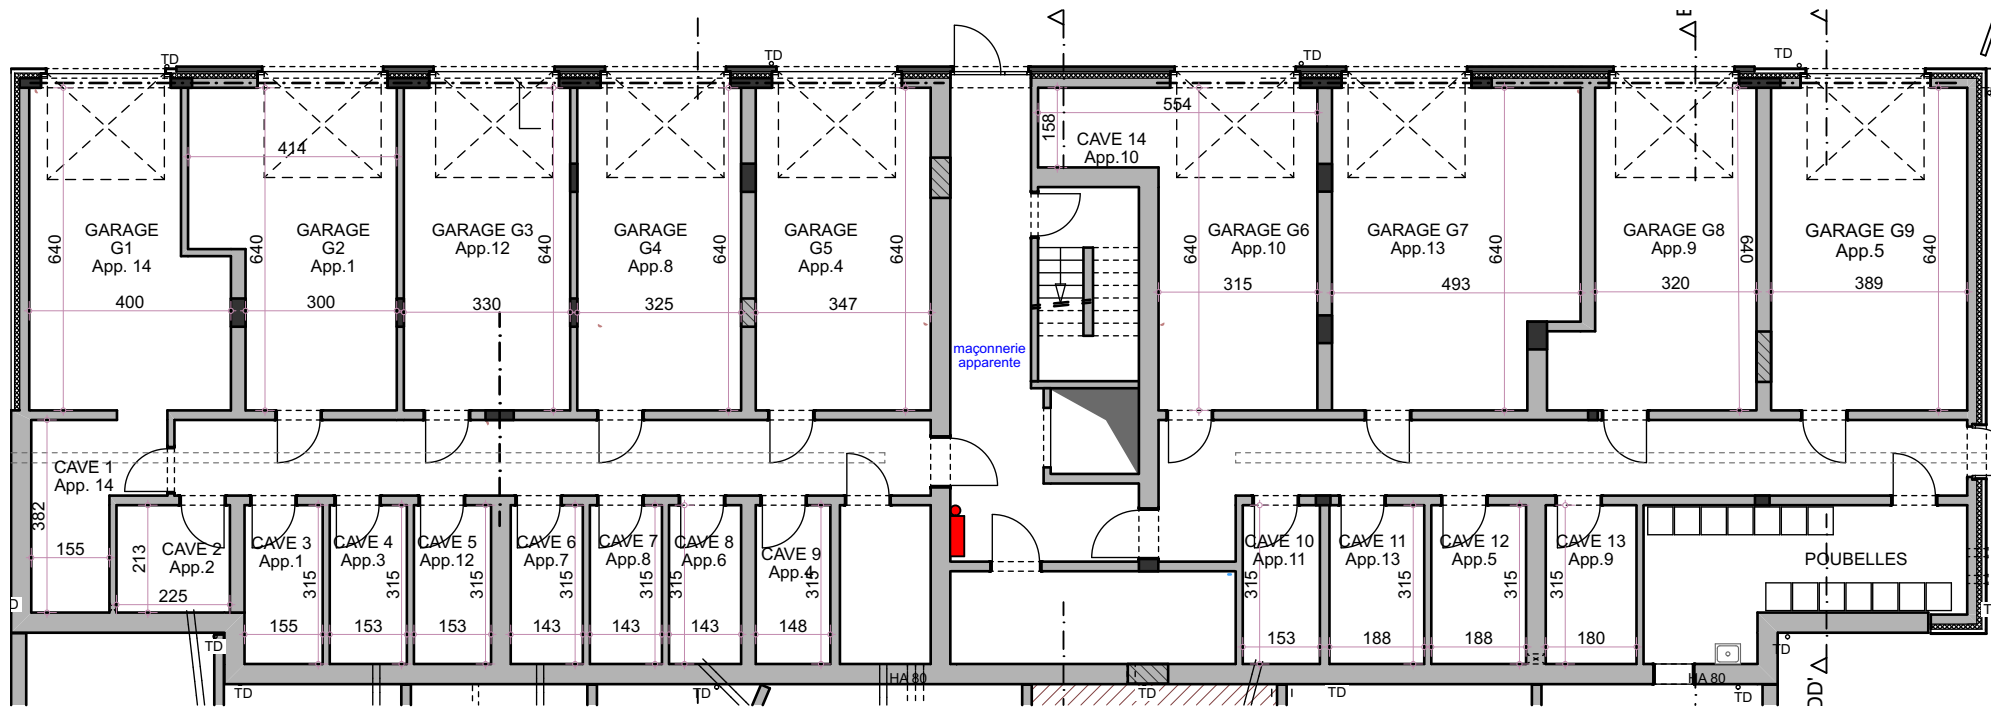 TD
TD
TD
TD
E
414
554
158
CAVE 14
App.10
GARAGE
G1
App. 14
640
GARAGE
G2
App.1
640
GARAGE G3
App.12
640
GARAGE
G4
App.8
640
GARAGE
G5
App.4
640
GARAGE G6
App.10
640
GARAGE G7
App.13
640
GARAGE G8
App.9
640
GARAGE G9
App.5
640
400
300
330
325
347
315
493
320
389
maçonnerie
apparente
CAVE 1
App. 14
382
155
CAVE 2
App.2
213
225
CAVE 3
App.1
315
155
CAVE 4
App.3
315
153
CAVE 5
App.12
315
153
CAVE 6
App.7
315
143
CAVE 7
App.8
315
143
CAVE 8
App.6
315
143
CAVE 9
App.4
315
148
CAVE 10
App.11
315
153
CAVE 11
App.13
315
188
CAVE 12
App.5
315
188
CAVE 13
App.9
315
180
POUBELLES
TD
TD
HA 80
HA 80
TD
TD
TD
TD
TD
DD'